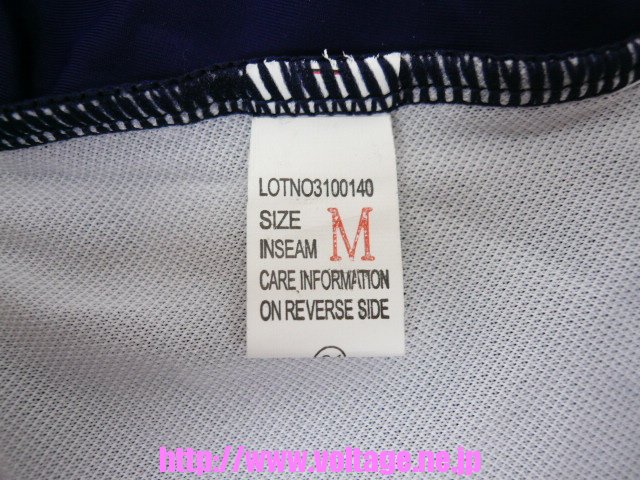 LOTNO3100140
SIZE M
INSEAM
CARE INFORMATION
ON REVERSE SIDE
http://www.voltage.ne.jp